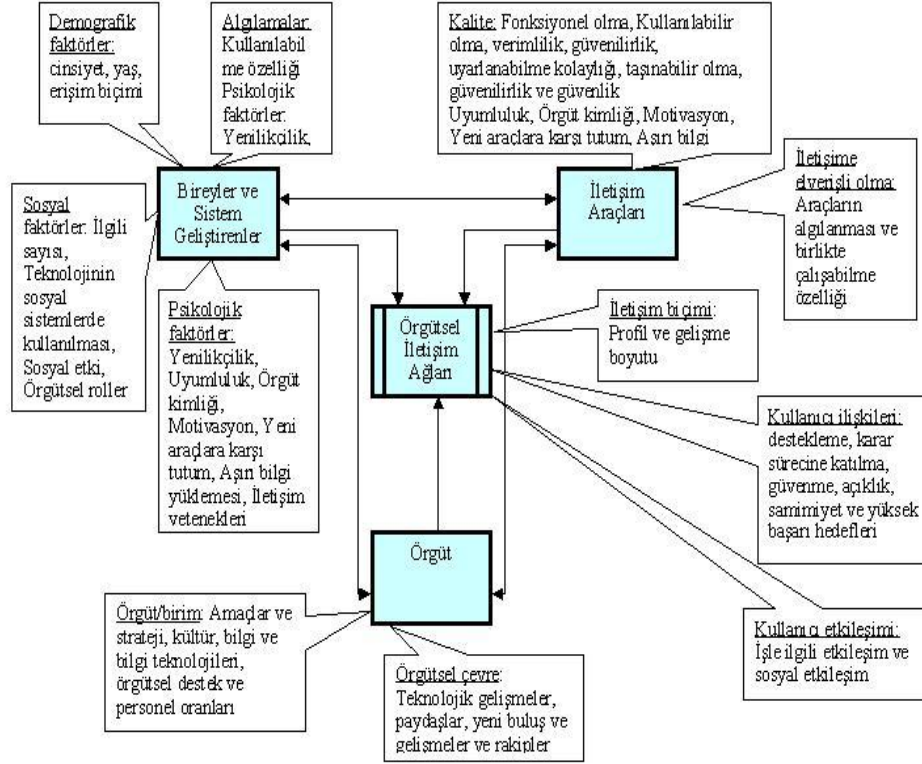 Demografik
faktörler:
cinsiyet, yaş,
erişim biçimi
Algılamalar:
Kullanılabil
me özelliği
Psikolojik
faktörler:
Yenilikçilik,
Kalite: Fonksiyonel olma, Kullanılabilir
olma, verimlilik, güvenilirlik,
uyarlanabilme kolaylığı, taşınabilir olma,
güvenilirlik ve güvenlik
Uyumluluk, Örgüt kimliği, Motivasyon,
Yeni araçlara karşı tutum, Aşırı bilgi
Bireyler ve
Sistem
Geliştirenler
İletişim
Araçları
İletişime
elverişli olma:
Araçların
algılanması ve
birlikte
çalışabilme
özelliği
Sosyal
faktörler: İlgili
sayısı,
Teknolojinin
sosyal
sistemlerde
kullanılması,
Sosyal etki,
Örgütsel roller
Psikolojik
faktörler:
Yenilikçilik,
Uyumluluk, Örgüt
kimliği,
Motivasyon, Yeni
araçlara karşı
tutum, Aşırı bilgi
yüklemesi, İletişim
yetenekleri
Örgütsel
İletişim
Ağları
İletişim biçimi:
Profil ve gelişme
boyutu
Kullanıcı ilişkileri:
destekleme, karar
sürecine katılma,
güvenme, açıklık,
samimiyet ve yüksek
başarı hedefleri
Örgüt
Örgüt/birim: Amaçlar ve
strateji, kültür, bilgi ve
bilgi teknolojileri,
örgütsel destek ve
personel oranları
Örgütsel çevre:
Teknolojik gelişmeler,
paydaşlar, yeni buluş ve
gelişmeler ve rakipler
Kullanıcı etkileşimi:
İşle ilgili etkileşim ve
sosyal etkileşim